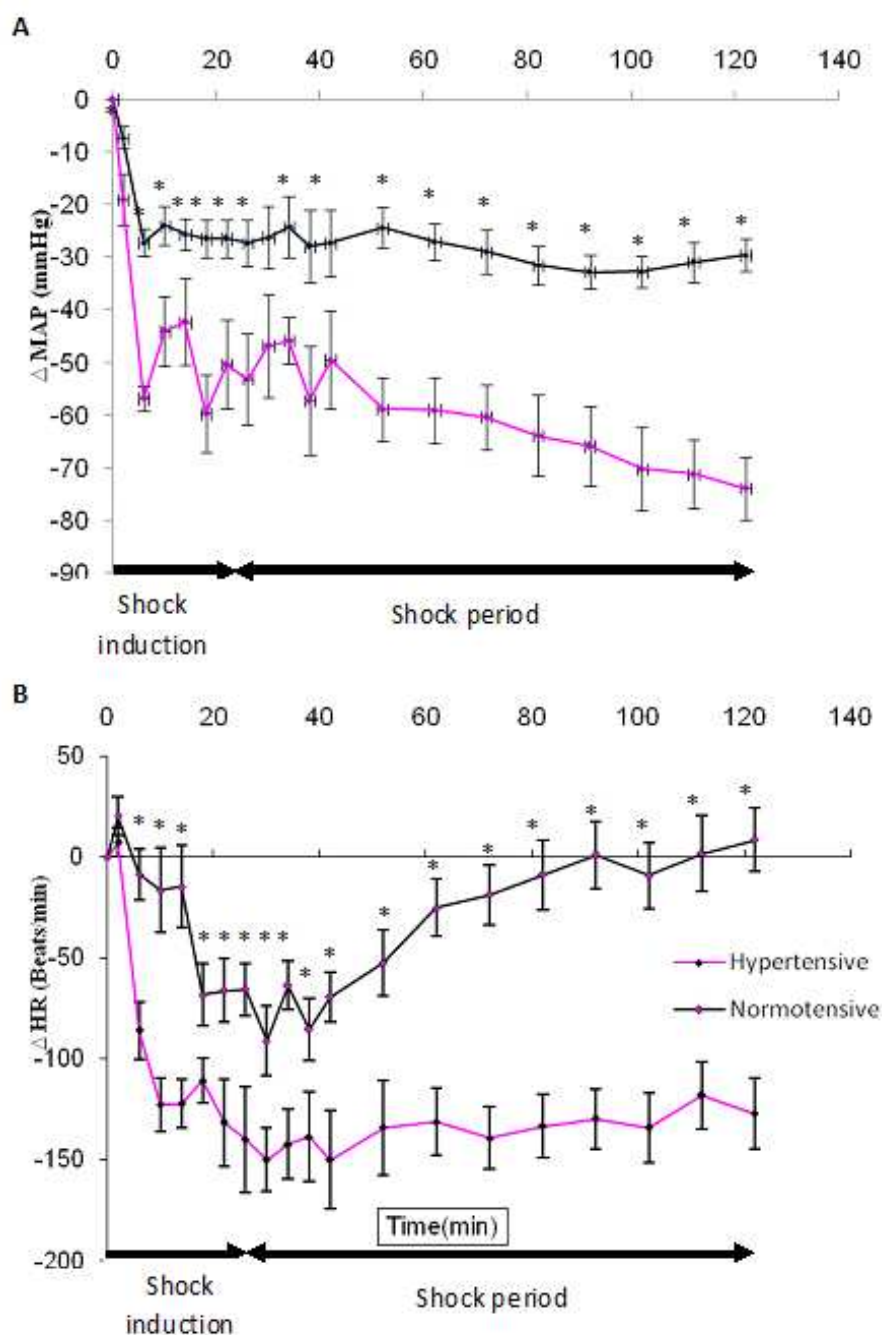 A
0 20 40 60 80 100 120 140
0
-10
-20
-30
-40
-50
-60
-70
-80
-90
△MAP (mmHg)
* * * * * * * * * * * * * * * *
Shock
induction
Shock period
B
0 20 40 60 80 100 120 140
50
0
-50
-100
-150
-200
△HR (Beats/min)
* * * * * * * * * * * * * * * * * * *
Hypertensive
Normotensive
Time(min)
Shock
induction
Shock period